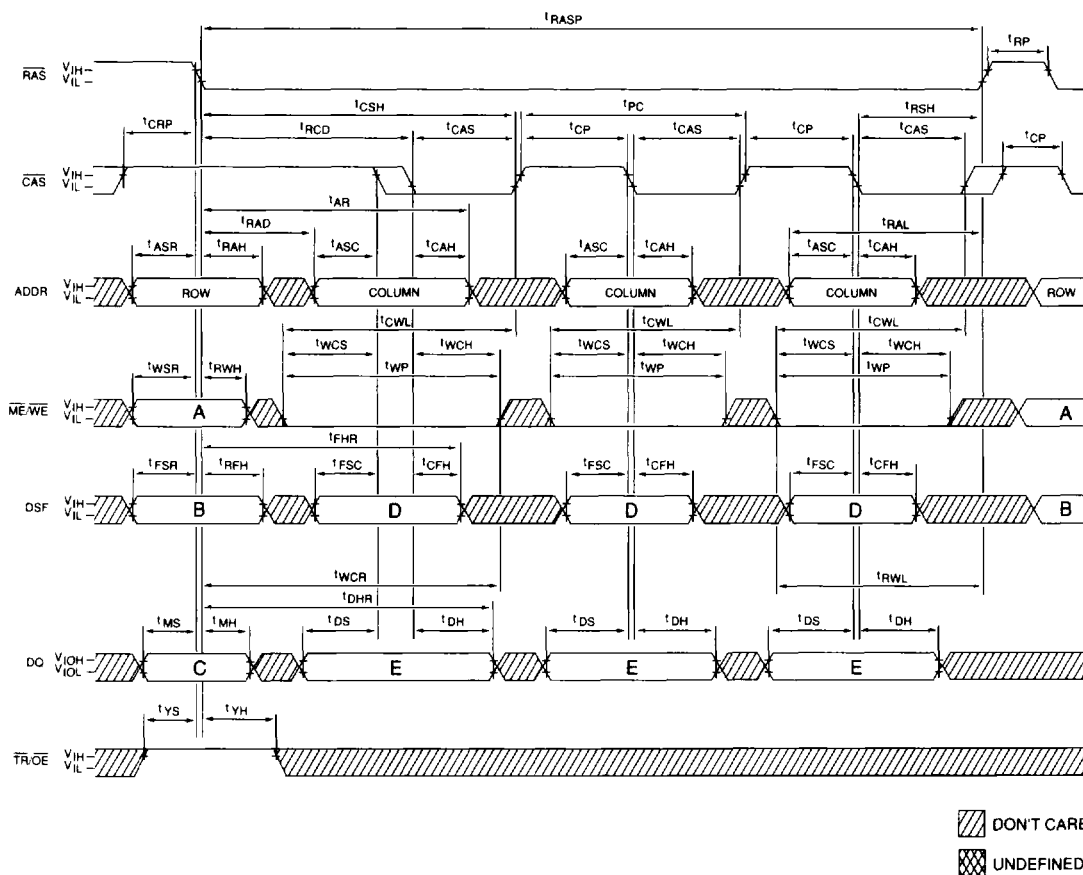 tRASP
tRP
RAS VIH VIL
tCSH tPC tRSH
tCRP tRCD tCAS tCP tCAS tCP tCAS tCP
CAS VIH VIL
tAR
tRAD tRAL
tASR tRAH tASC tCAH tASC tCAH tASC tCAH
ADDR VIH VIL ROW COLUMN COLUMN COLUMN ROW
tCWL tCWL tCWL
tWCS tWCH tWCS tWCH tWCS tWCH
tWSR tRWH tWP tWP tWP
ME/WE VIH VIL A A
tFHR
tFSR tRFH tFSC tCFH tFSC tCFH tFSC tCFH
DSF VIH VIL B D D D B
tWCR tRWL
tDHR
tMS tMH tDS tDH tDS tDH tDS tDH
DQ VIOH VIOL C E E E
tYS tYH
TR/OE VIH VIL
DON'T CARE
UNDEFINED